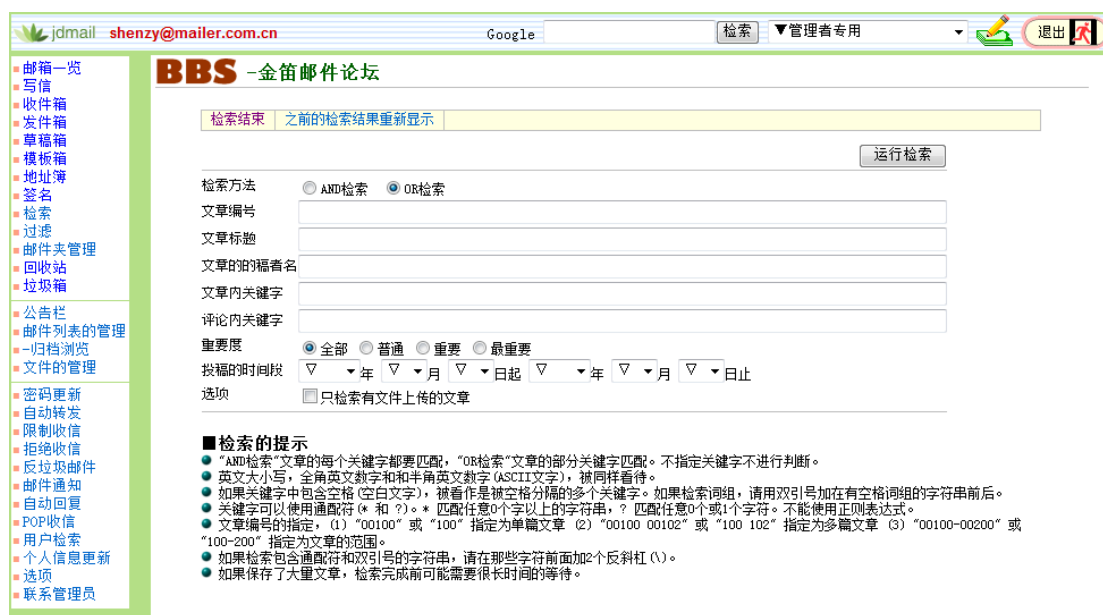 jdmail shenzy@mailer.com.cn Google 检索 ▼管理者专用 退出
邮箱一览
写信
收件箱
发件箱
草稿箱
模板箱
地址簿
签名
检索
过滤
邮件夹管理
回收站
垃圾箱
公告栏
邮件列表的管理
-归档浏览
文件的管理
密码更新
自动转发
限制收信
拒绝收信
反垃圾邮件
邮件通知
自动回复
POP收信
用户检索
个人信息更新
选项
联系管理员
BBS -金笛邮件论坛
检索结束 之前的检索结果重新显示
运行检索
检索方法 AND检索 OR检索
文章编号
文章标题
文章的的福者名
文章内关键字
评论内关键字
重要度 全部 普通 重要 最重要
投福的时间段 ▽ 年 ▽ 月 ▽ 日起 ▽ 年 ▽ 月 ▽ 日止
选项 只检索有文件上传的文章
■检索的提示
"AND检索"文章的每个关键字都要匹配，"OR检索"文章的部分关键字匹配。不指定关键字不进行判断。
英文大小写，全角英文数字和和半角英文数字(ASCII文字)，被同样看待。
如果关键字中包含空格(空白文字)，被看作是被空格分隔的多个关键字。如果检索词组，请用双引号加在有空格词组的字符串前后。
关键字可以使用通配符(* 和 ?)。* 匹配任意0个字以上的字符串，? 匹配任意0个或1个字符。不能使用正则表达式。
文章编号的指定，(1) "00100" 或 "100" 指定为单篇文章 (2) "00100 00102" 或 "100 102" 指定为多篇文章 (3) "00100-00200" 或
"100-200" 指定为文章的范围。
如果检索包含通配符和双引号的字符串，请在那些字符前面加2个反斜杠(\)。
如果保存了大量文章，检索完成前可能需要很长时间的等待。